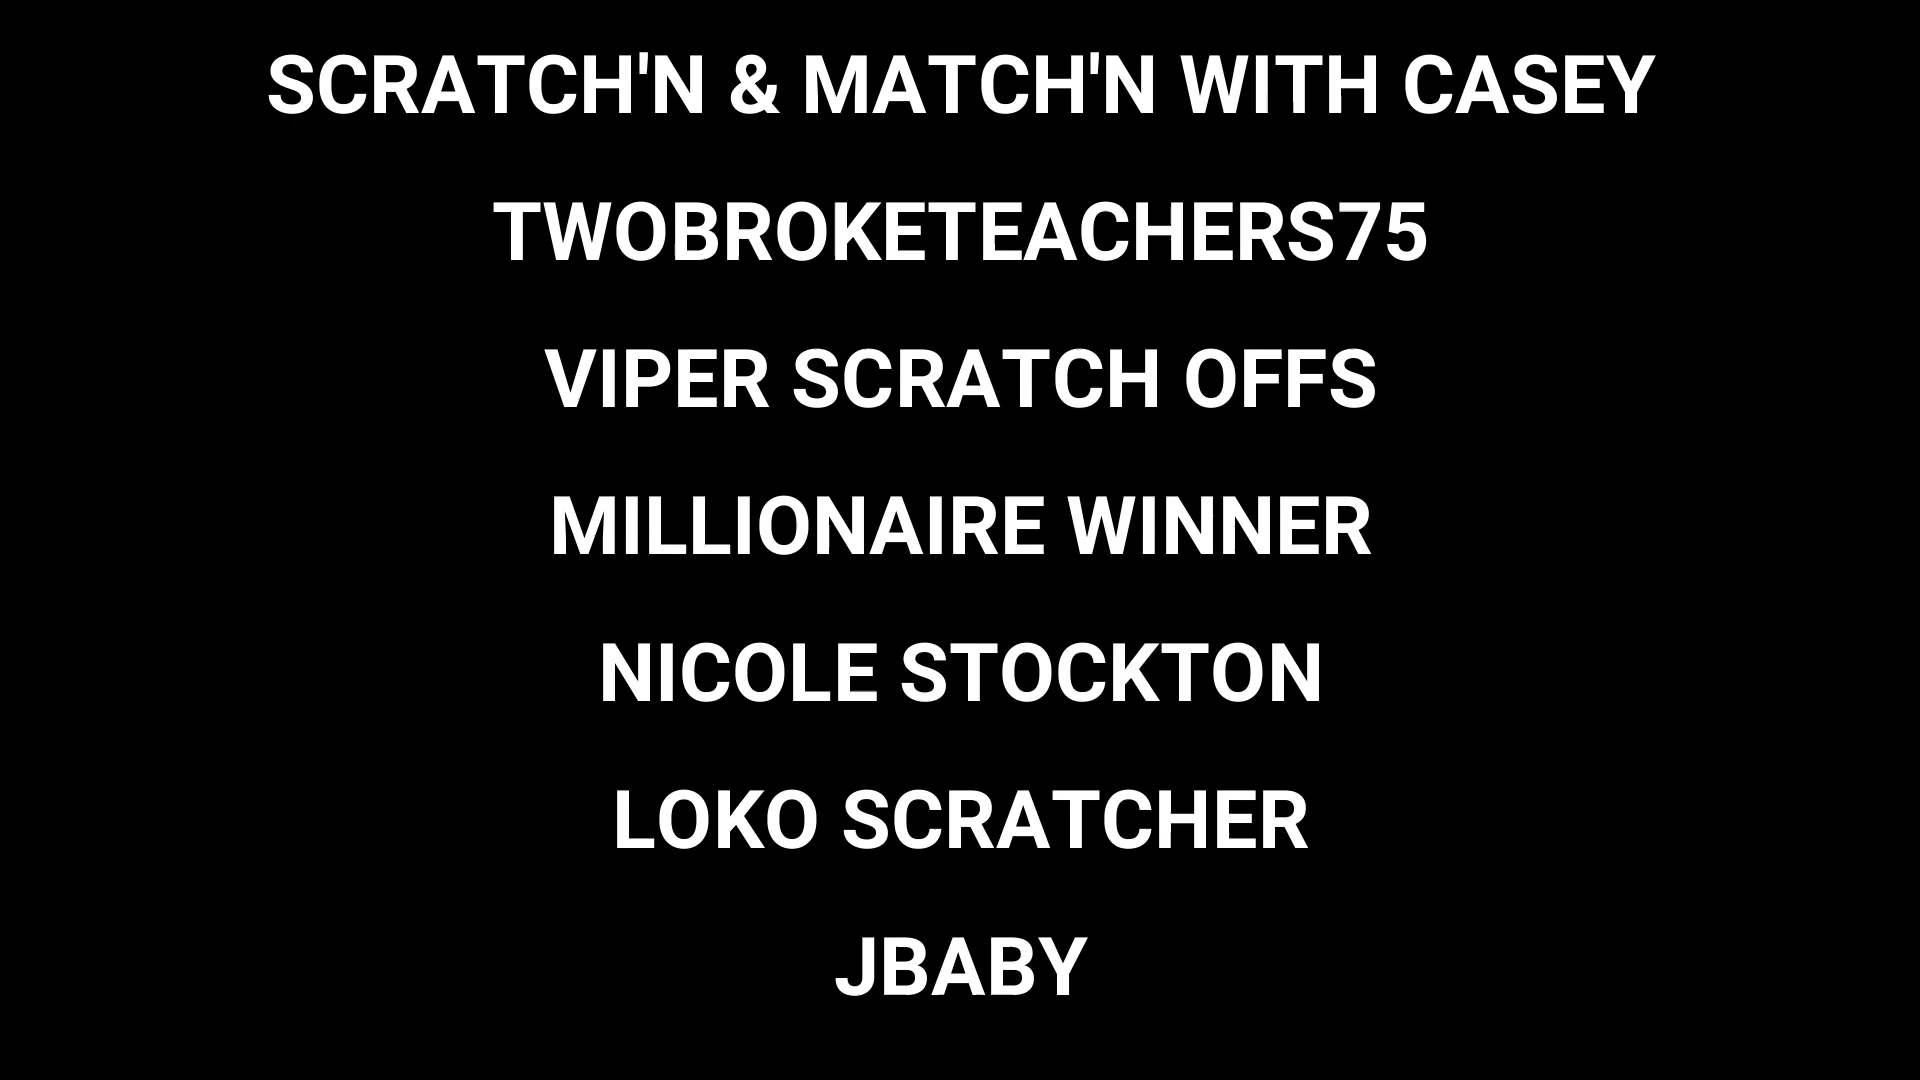 SCRATCH'N & MATCH'N WITH CASEY
TWOBROKETEACHERS75
VIPER SCRATCH OFFS
MILLIONAIRE WINNER
NICOLE STOCKTON
LOKO SCRATCHER
JBABY